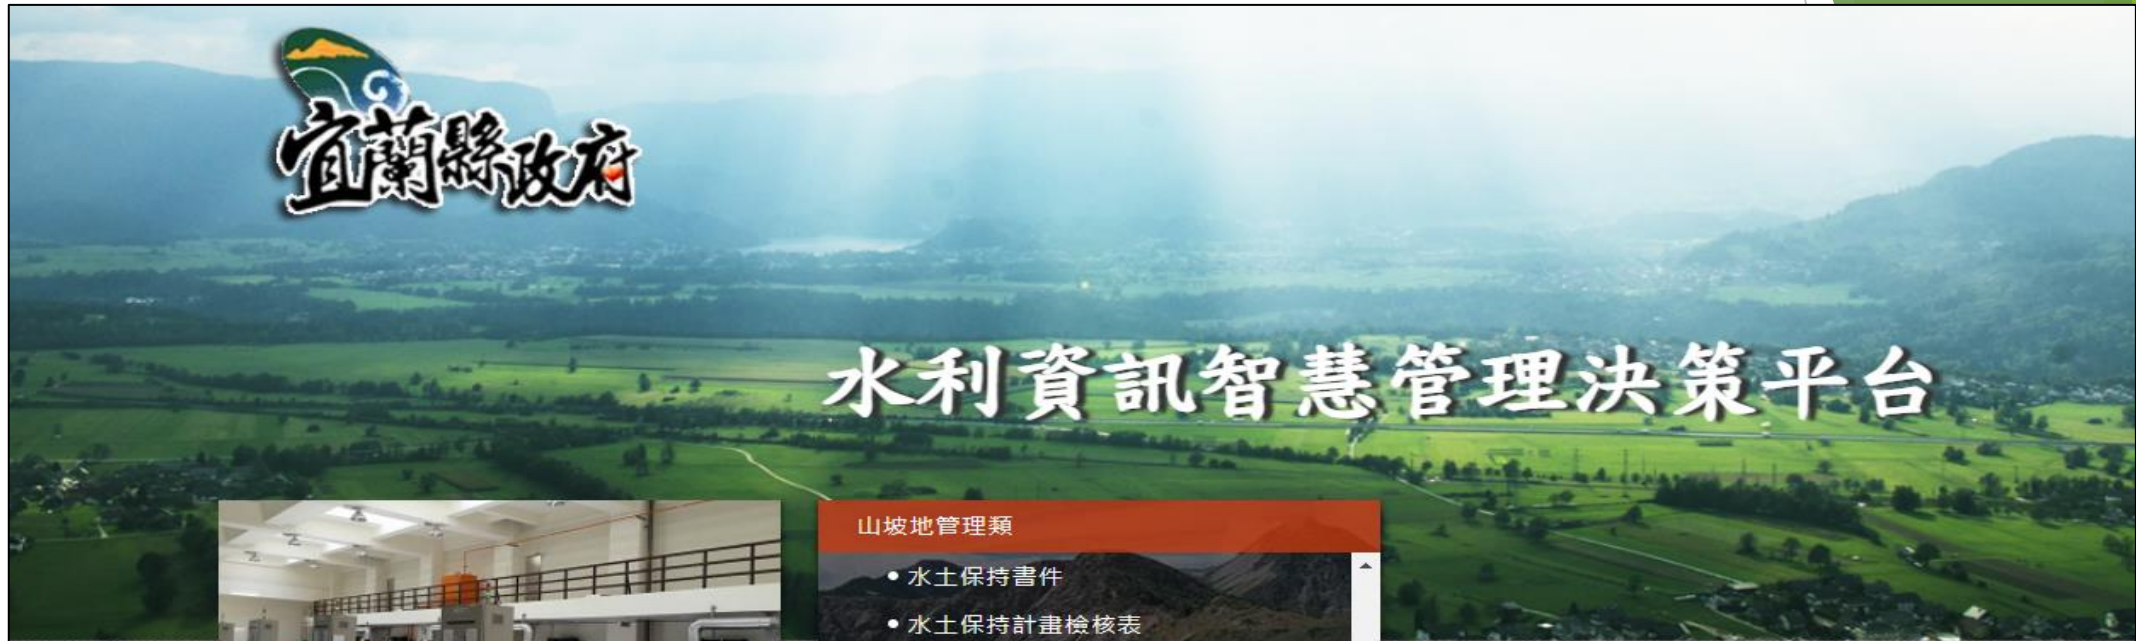 宜蘭縣政府
水利資訊智慧管理決策平台
山坡地管理類
•水土保持書件
•水土保持計畫檢核表